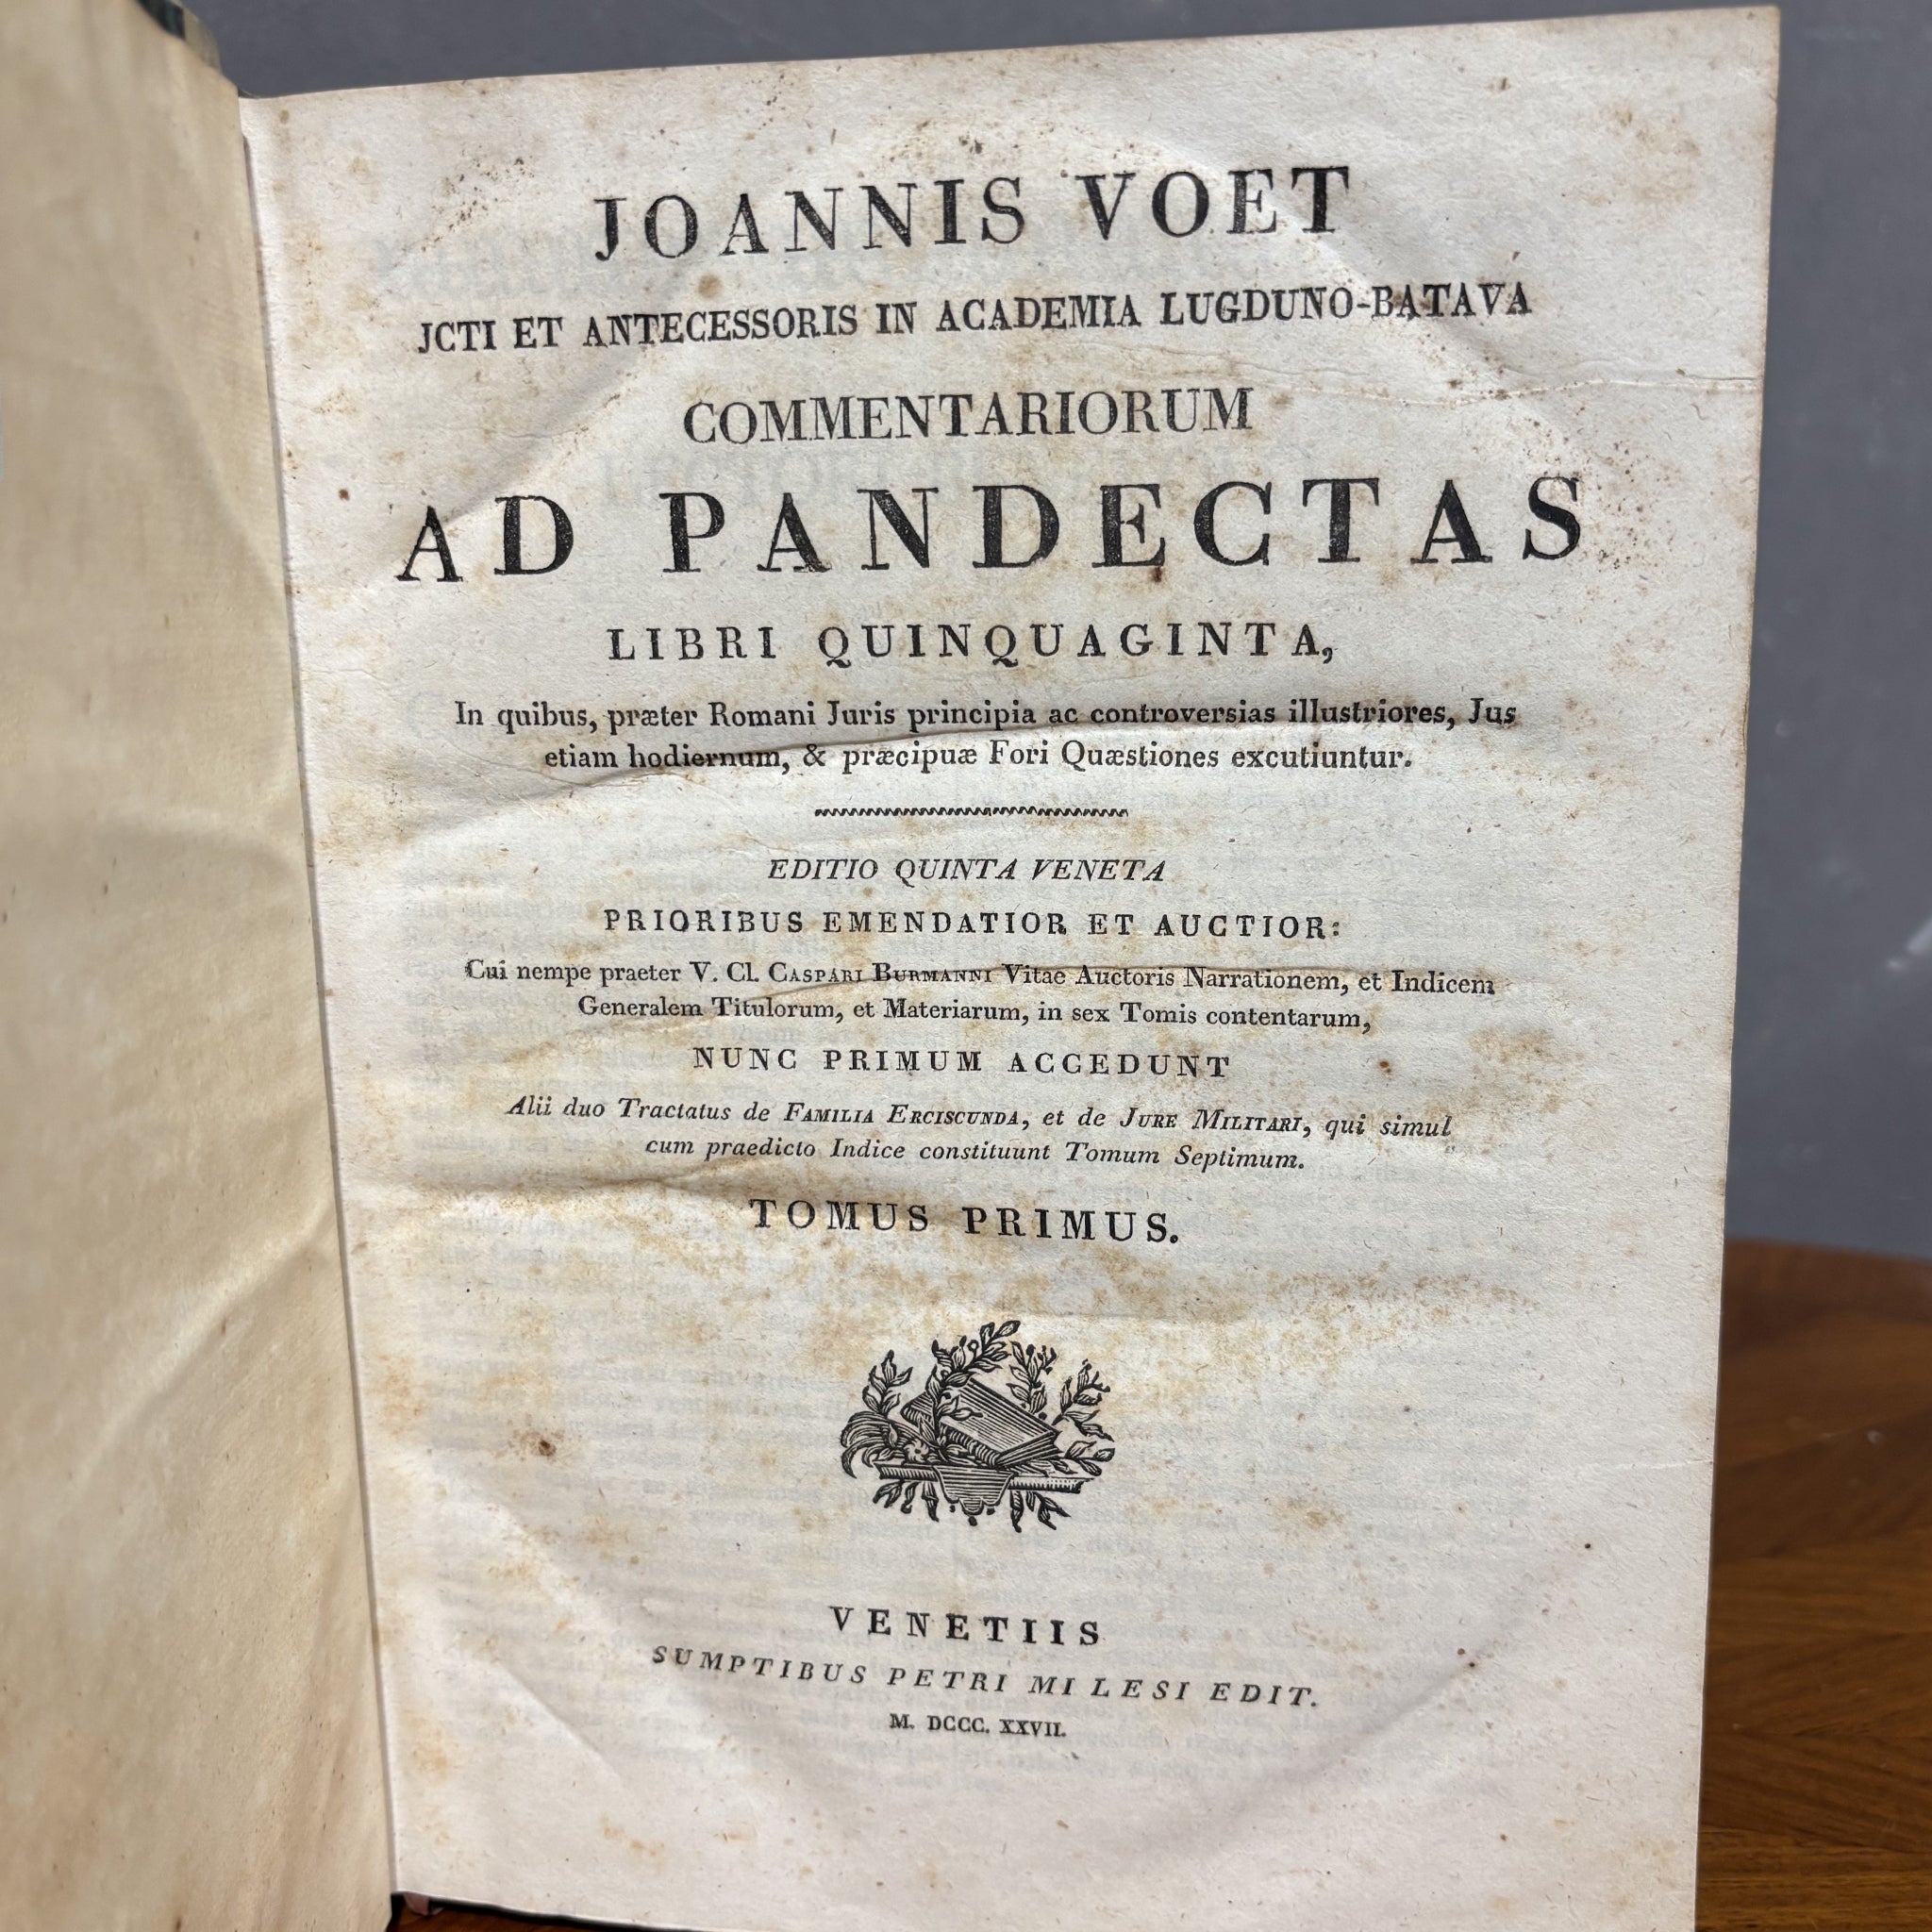 JOANNIS VOET
JCTI ET ANTECESSORIS IN ACADEMIA LUGDUNO-BATAVA
COMMENTARIORUM
AD PANDECTAS
LIBRI QUINQUAGINTA,
In quibus, præter Romani Juris principia ac controversias illustriores, Jus
etiam hodiernum, & præcipuæ Fori Quæstiones excutiuntur.
EDITIO QUINTA VENETA
PRIORIBUS EMENDATIOR ET AUCTIOR:
Cui nempe praeter V. Cl. CASPARI BURMANNI Vitae Auctoris Narrationem, et Indicem
Generalem Titulorum, et Materiarum, in sex Tomis contentarum,
NUNC PRIMUM ACCEDUNT
Alii duo Tractatus de FAMILIA ERCISCUNDA, et de JURE MILITARI, qui simul
cum praedicto Indice constituunt Tomum Septimum.
TOMUS PRIMUS.
VENETIIS
SUMPTIBUS PETRI MILESI EDIT.
M. DCCC. XXVII.